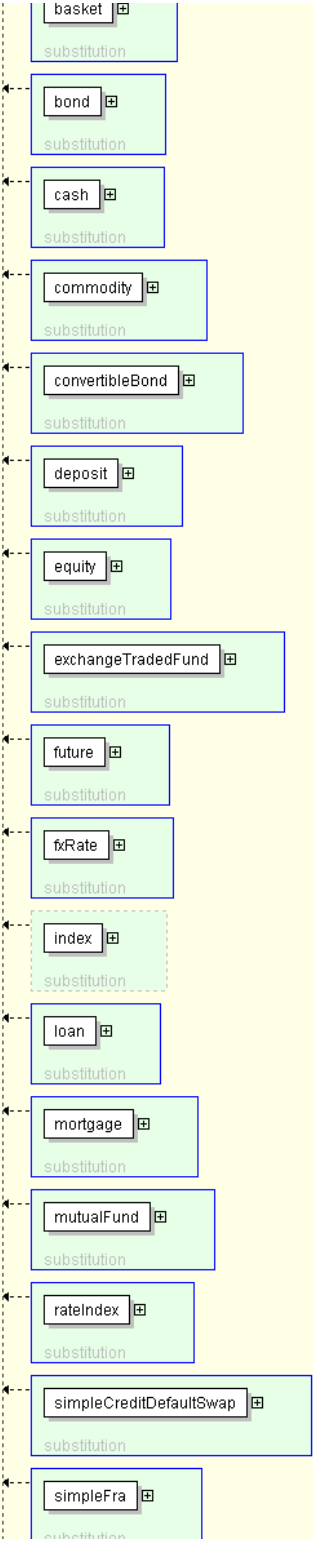 basket
substitution
bond
substitution
cash
substitution
commodity
substitution
convertibleBond
substitution
deposit
substitution
equity
substitution
exchangeTradedFund
substitution
future
substitution
fxRate
substitution
index
substitution
loan
substitution
mortgage
substitution
mutualFund
substitution
rateIndex
substitution
simpleCreditDefaultSwap
substitution
simpleFra
substitution